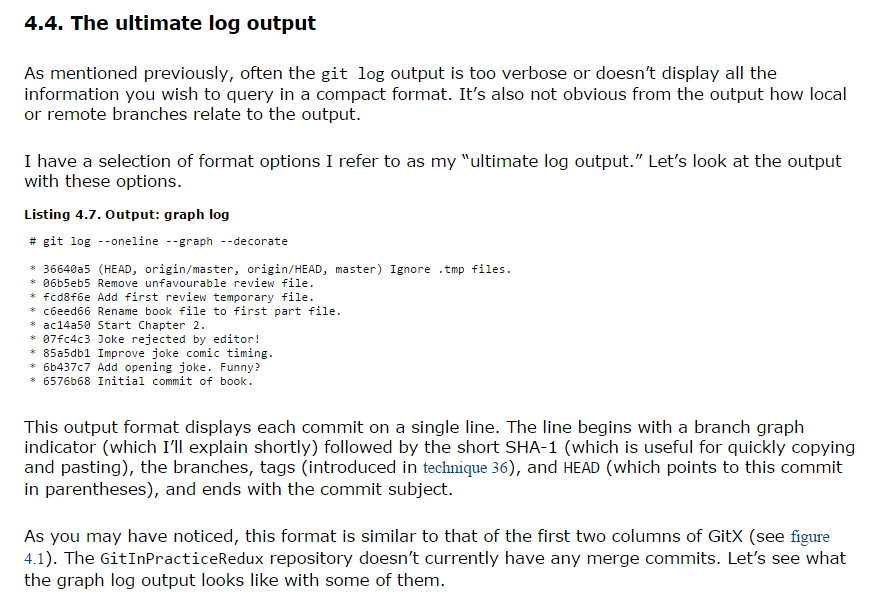 4.4. The ultimate log output
As mentioned previously, often the git log output is too verbose or doesn’t display all the
information you wish to query in a compact format. It’s also not obvious from the output how local
or remote branches relate to the output.
I have a selection of format options I refer to as my “ultimate log output.” Let’s look at the output
with these options.
Listing 4.7. Output: graph log
# git log --oneline --graph --decorate
* 36640a5 (HEAD, origin/master, origin/HEAD, master) Ignore .tmp files.
* 06b5eb5 Remove unfavourable review file.
* fcd8f6e Add first review temporary file.
* c6eed66 Rename book file to first part file.
* ac14a50 Start Chapter 2.
* 07fc4c3 Joke rejected by editor!
* 85a5db1 Improve joke comic timing.
* 6b437c7 Add opening joke. Funny?
* 6576b68 Initial commit of book.
This output format displays each commit on a single line. The line begins with a branch graph
indicator (which I’ll explain shortly) followed by the short SHA-1 (which is useful for quickly copying
and pasting), the branches, tags (introduced in technique 36), and HEAD (which points to this commit
in parentheses), and ends with the commit subject.
As you may have noticed, this format is similar to that of the first two columns of GitX (see figure
4.1). The GitInPracticeRedux repository doesn’t currently have any merge commits. Let’s see what
the graph log output looks like with some of them.